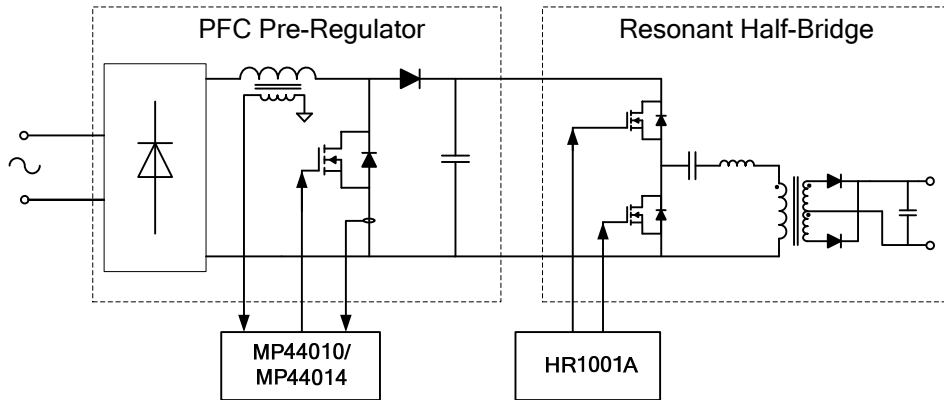 PFC Pre-Regulator
Resonant Half-Bridge
MP44010/
MP44014
HR1001A